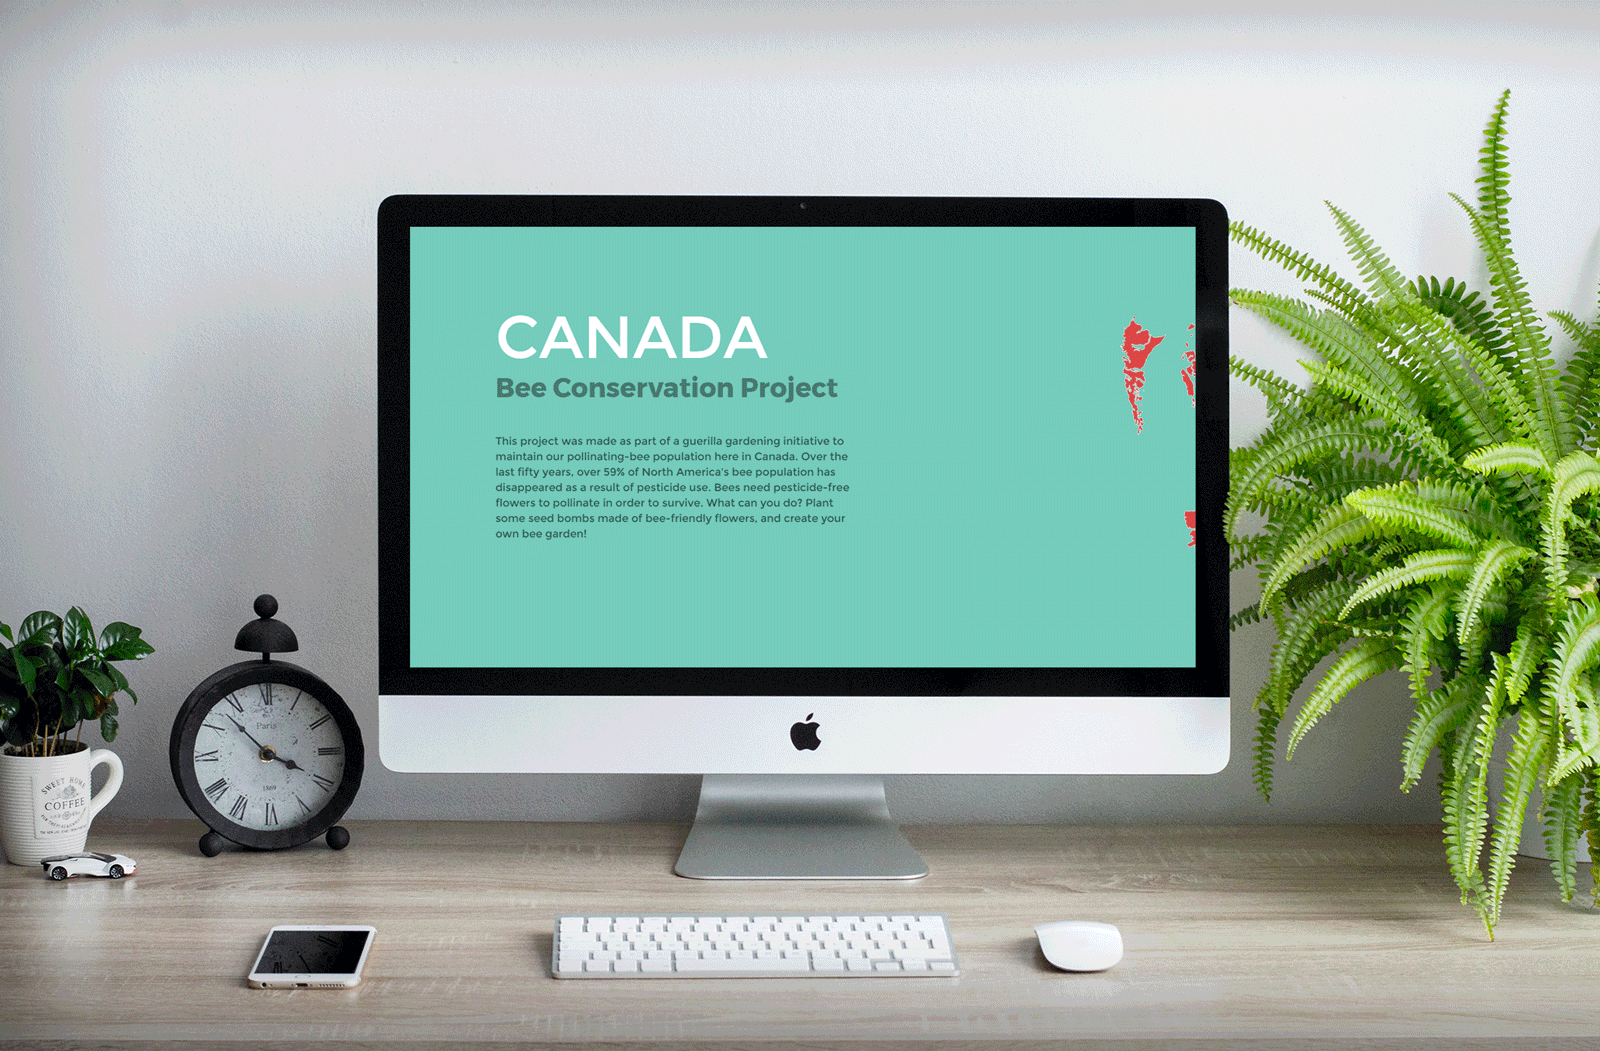 CANADA
Bee Conservation Project
This project was made as part of a guerilla gardening initiative to
maintain our pollinating-bee population here in Canada. Over the
last fifty years, over 59% of North America's bee population has
disappeared as a result of pesticide use. Bees need pesticide-free
flowers to pollinate in order to survive. What can you do? Plant
some seed bombs made of bee-friendly flowers, and create your
own bee garden!
Paris
1869
SWEET HOME
COFFEE